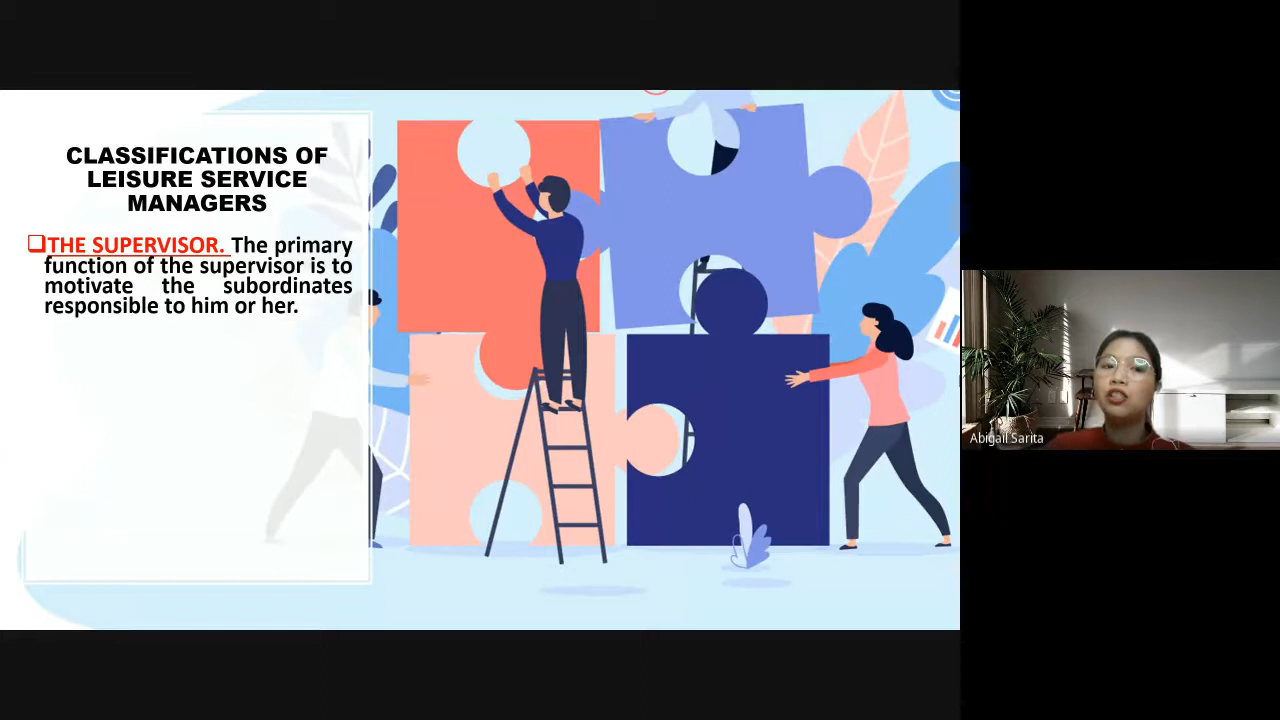 CLASSIFICATIONS OF
LEISURE SERVICE
MANAGERS
❑THE SUPERVISOR. The primary
function of the supervisor is to
motivate the subordinates
responsible to him or her.
Abigail Sarita